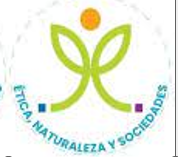 ÉTICA, NATURALEZA Y SOCIEDADES